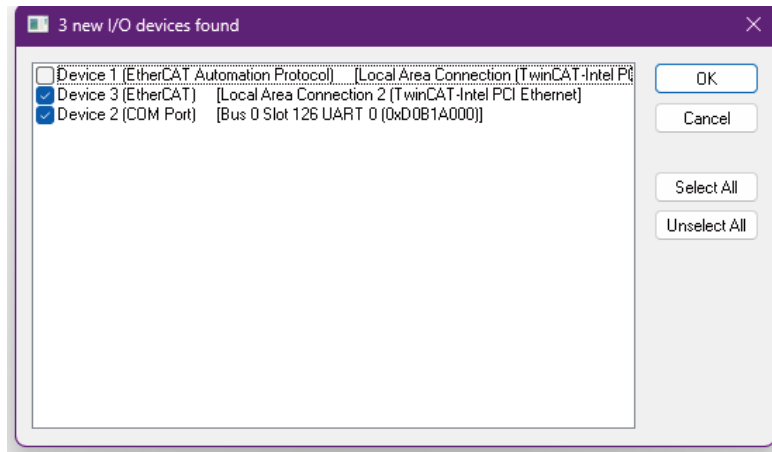 3 new I/O devices found
Device 1 (EtherCAT Automation Protocol) [Local Area Connection (TwinCAT-Intel PC
Device 3 (EtherCAT) [Local Area Connection 2 (TwinCAT-Intel PCI Ethernet]
Device 2 (COM Port) [Bus 0 Slot 126 UART 0 (0xD0B1A000)]
OK
Cancel
Select All
Unselect All